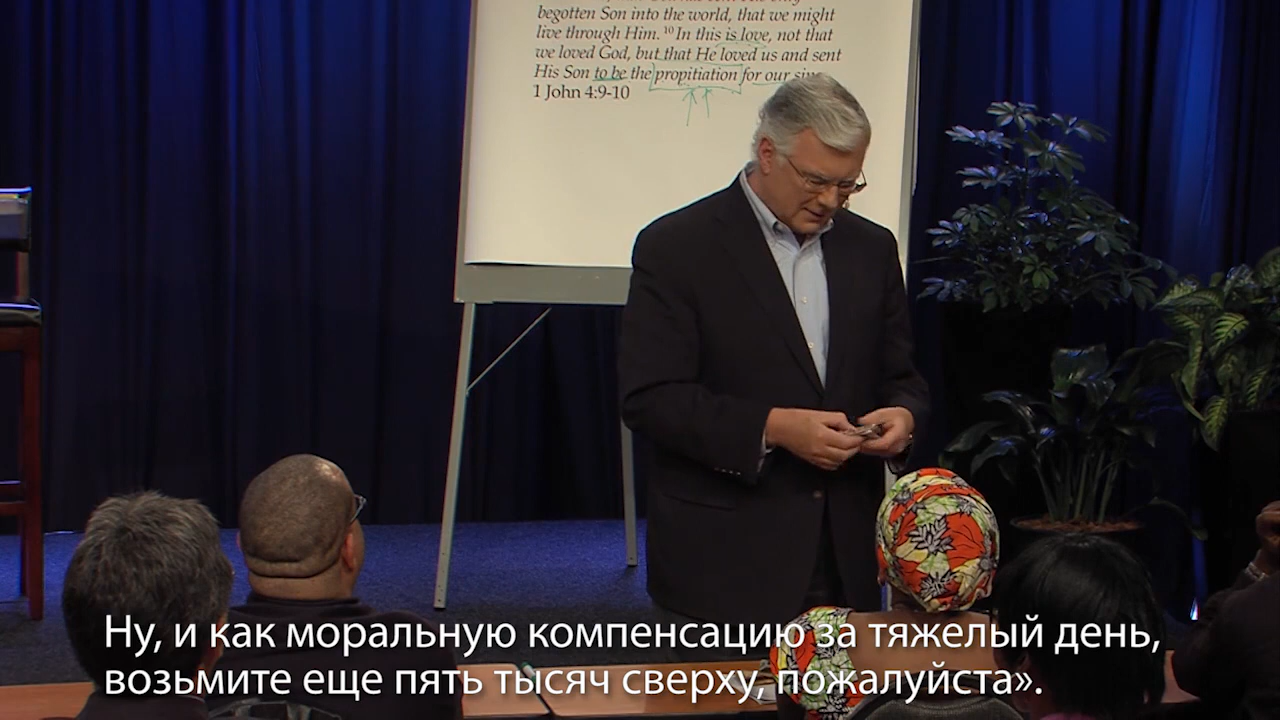 begotten Son into the world, that we might
live through Him. ¹⁰In this is love, not that
we loved God, but that He loved us and sent
His Son to be the propitiation for our
1 John 4:9-10
Ну, и как моральную компенсацию за тяжелый день,
возьмите еще пять тысяч сверху, пожалуйста».